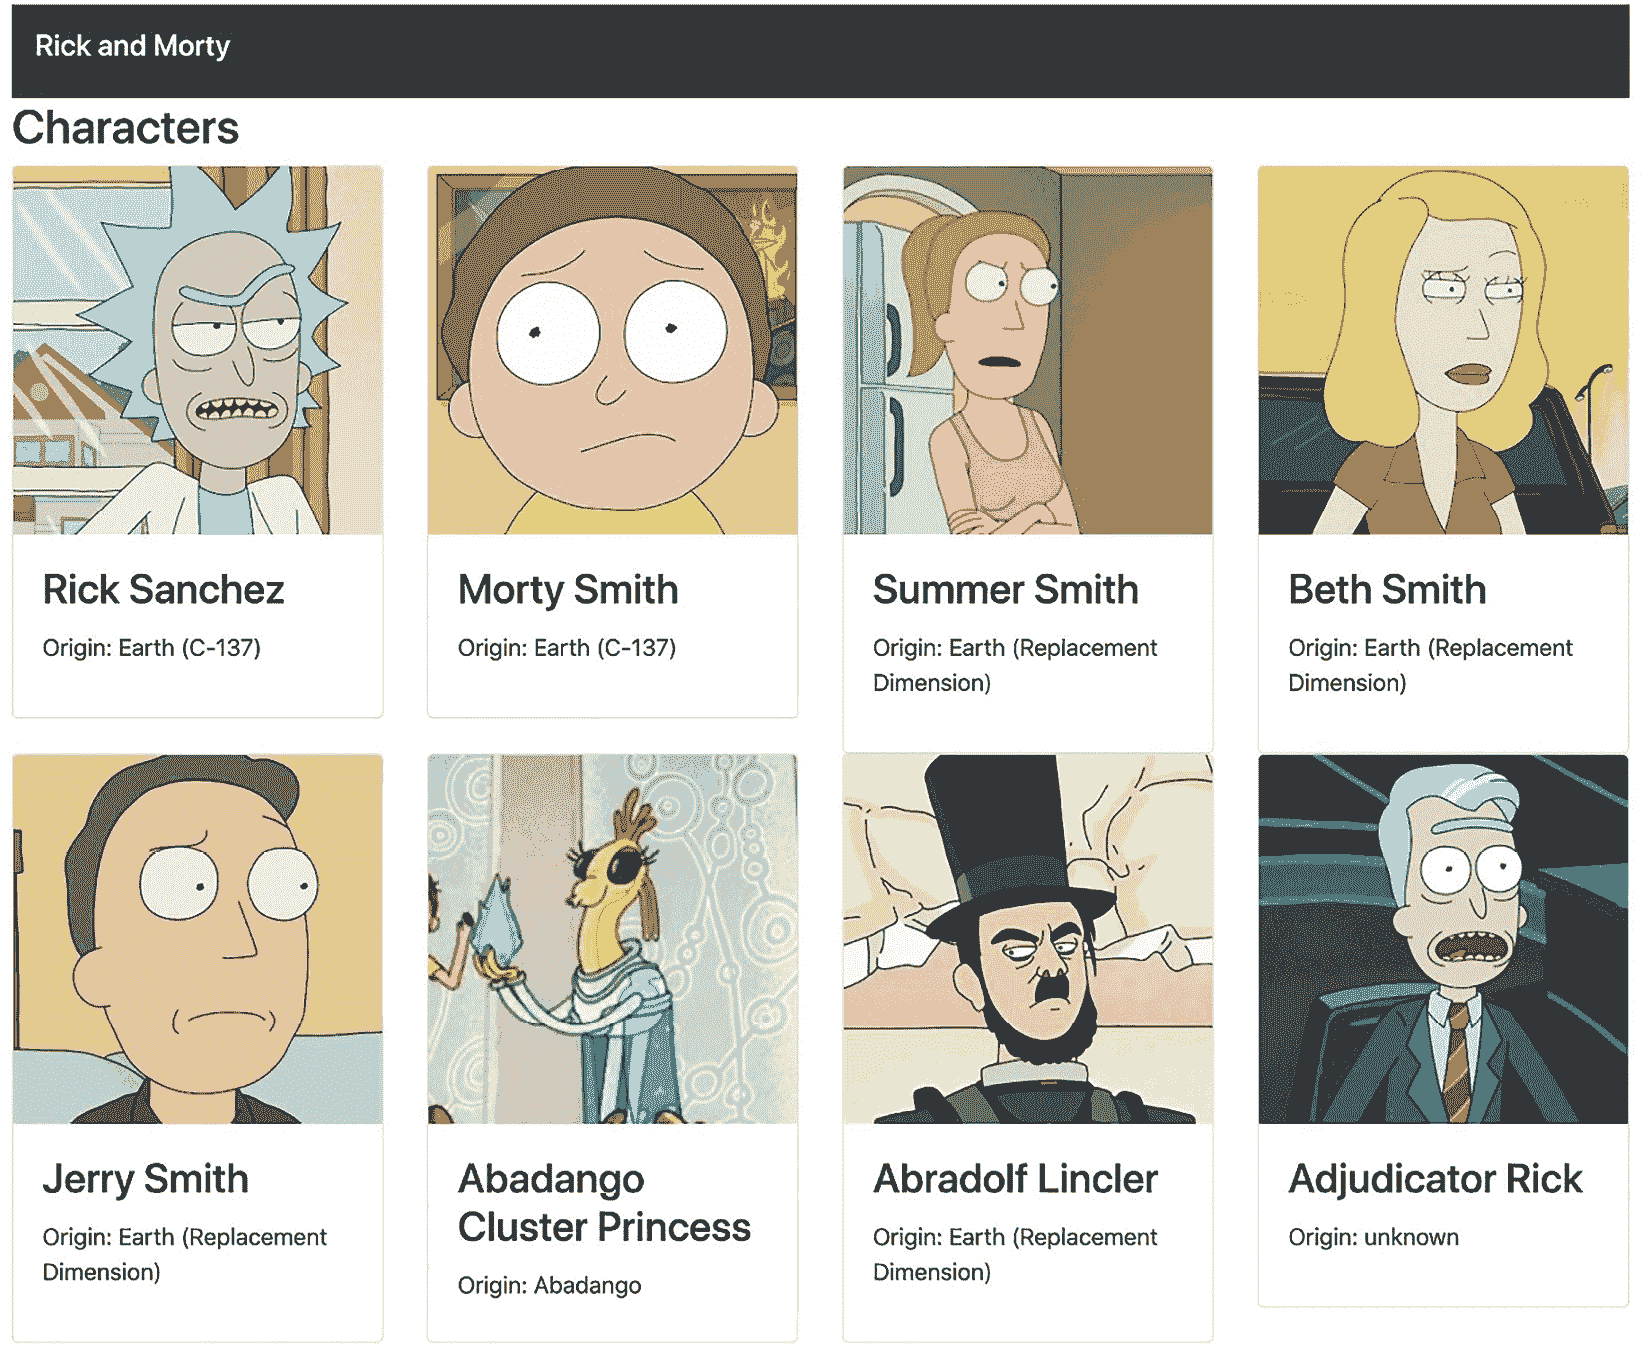 Rick and Morty
Characters
Rick Sanchez
Origin: Earth (C-137)
Morty Smith
Origin: Earth (C-137)
Summer Smith
Origin: Earth (Replacement
Dimension)
Beth Smith
Origin: Earth (Replacement
Dimension)
Jerry Smith
Origin: Earth (Replacement
Dimension)
Abadango
Cluster Princess
Origin: Abadango
Abradolf Lincler
Origin: Earth (Replacement
Dimension)
Adjudicator Rick
Origin: unknown